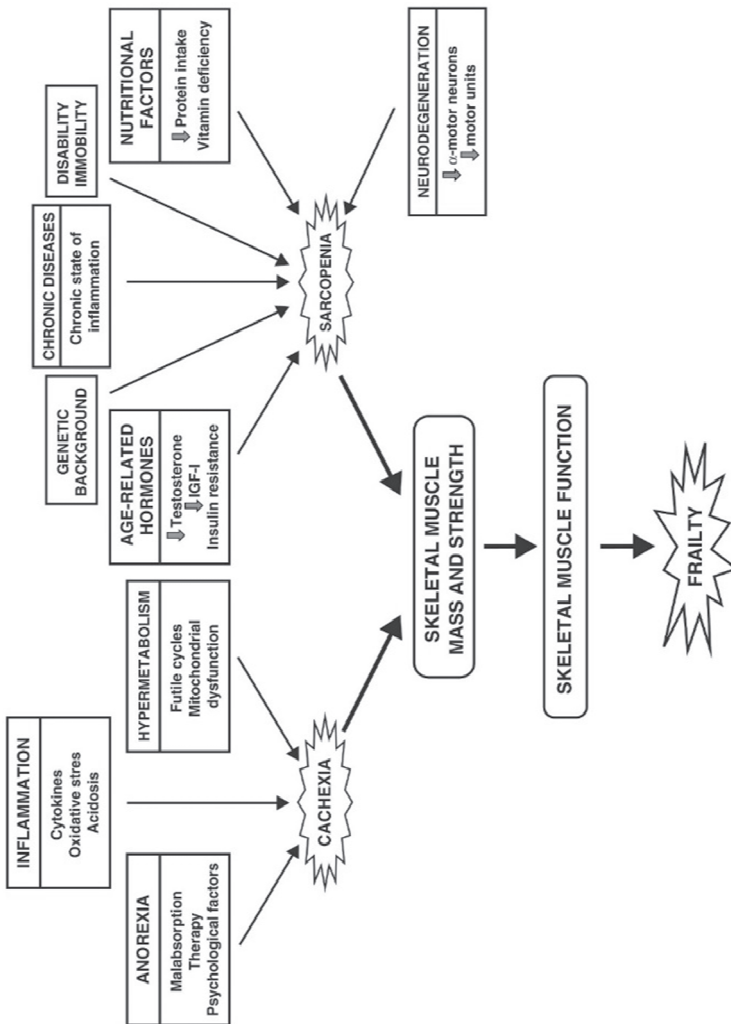 INFLAMMATION
Cytokines
Oxidative stres
Acidosis
ANOREXIA
Malabsorption
Therapy
Psychological factors
HYPERMETABOLISM
Futile cycles
Mitochondrial
dysfunction
CACHEXIA
GENETIC
BACKGROUND
CHRONIC DISEASES
Chronic state of
inflammation
DISABILITY
IMMOBILITY
AGE-RELATED
HORMONES
Testosterone
IGF-I
Insulin resistance
NUTRITIONAL
FACTORS
Protein intake
Vitamin deficiency
SARCOPENIA
NEURODEGENERATION
α-motor neurons
motor units
SKELETAL MUSCLE
MASS AND STRENGTH
SKELETAL MUSCLE FUNCTION
FRAILTY